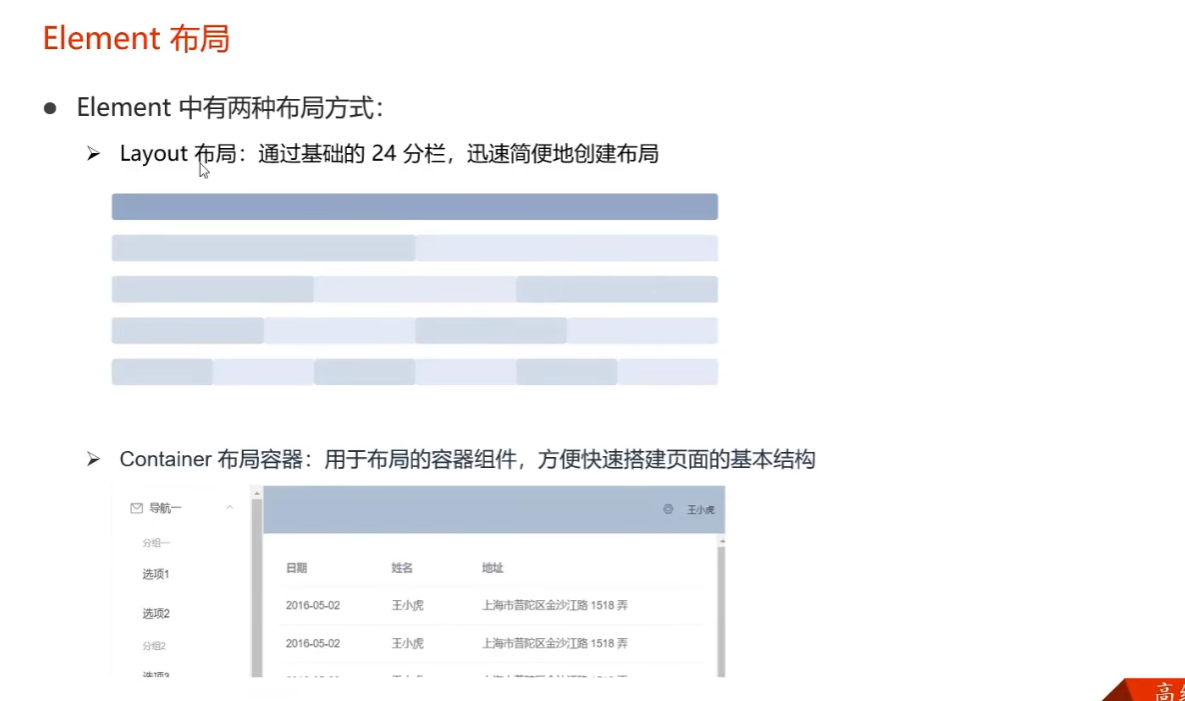 Element 布局
● Element 中有两种布局方式：
➢ Layout 布局：通过基础的 24 分栏，迅速简便地创建布局
➢ Container 布局容器：用于布局的容器组件，方便快速搭建页面的基本结构
导航一
王小虎
分组一
选项1
选项2
分组2
选项3
日期 姓名 地址
2016-05-02 王小虎 上海市普陀区金沙江路 1518 弄
2016-05-02 王小虎 上海市普陀区金沙江路 1518 弄
高